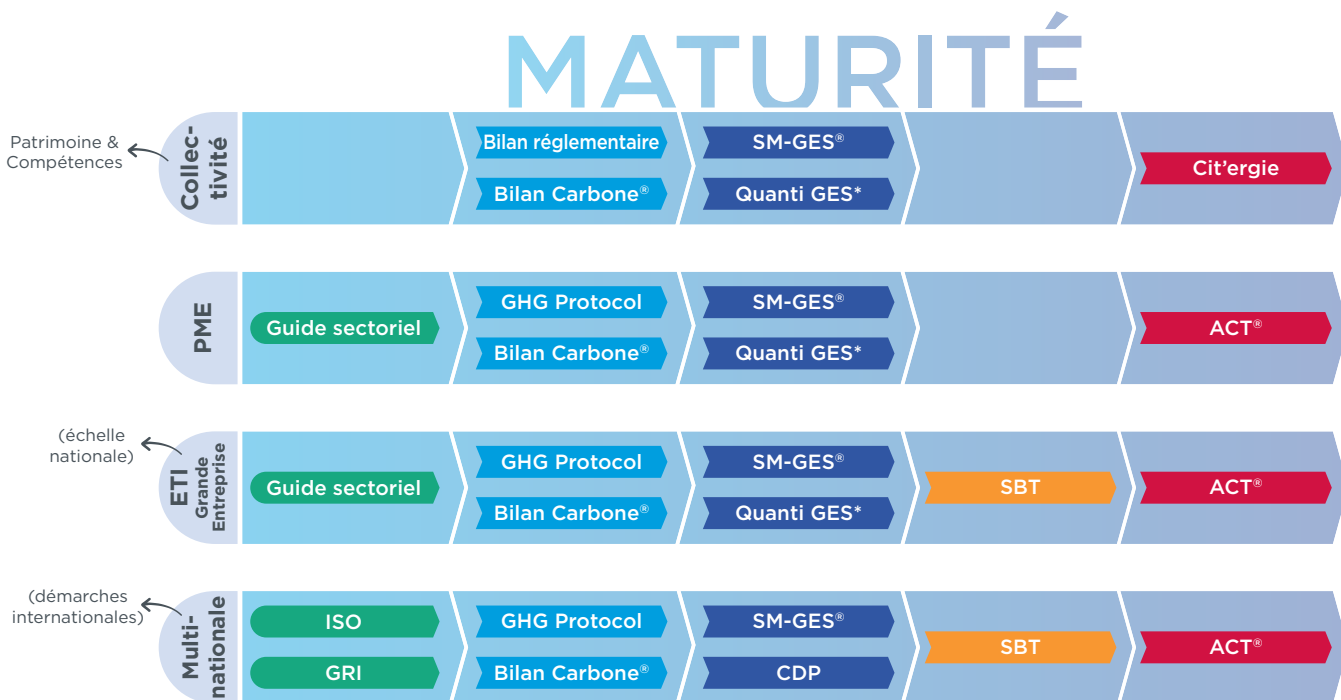 MATURITÉ
Patrimoine &
Compétences
Collec-
tivité
Bilan réglementaire
SM-GES®
Bilan Carbone®
Quanti GES*
Cit'ergie
PME
Guide sectoriel
GHG Protocol
SM-GES®
Bilan Carbone®
Quanti GES*
ACT®
(échelle
nationale)
ETI
Grande
Entreprise
Guide sectoriel
GHG Protocol
SM-GES®
Bilan Carbone®
Quanti GES*
SBT
ACT®
(démarches
internationales)
Multi-
nationale
ISO
GHG Protocol
SM-GES®
GRI
Bilan Carbone®
CDP
SBT
ACT®